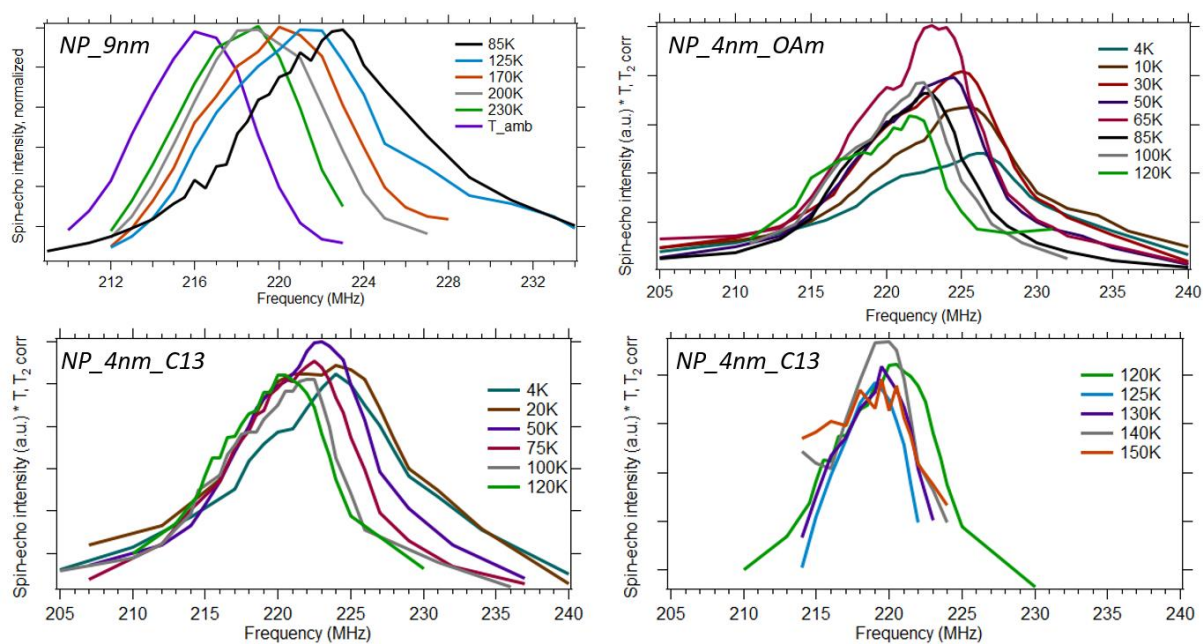 NP_9nm
85K
125K
170K
200K
230K
T_amb
Spin-echo intensity, normalized
212 216 220 224 228 232
Frequency (MHz)
NP_4nm_OAm
4K
10K
30K
50K
65K
85K
100K
120K
Spin-echo intensity (a.u.) * T, T2 corr
205 210 215 220 225 230 235 240
Frequency (MHz)
NP_4nm_C13
4K
20K
50K
75K
100K
120K
Spin-echo intensity (a.u.) * T, T2 corr
205 210 215 220 225 230 235 240
Frequency (MHz)
NP_4nm_C13
120K
125K
130K
140K
150K
Spin-echo intensity (a.u.) * T, T2 corr
205 210 215 220 225 230 235 240
Frequency (MHz)